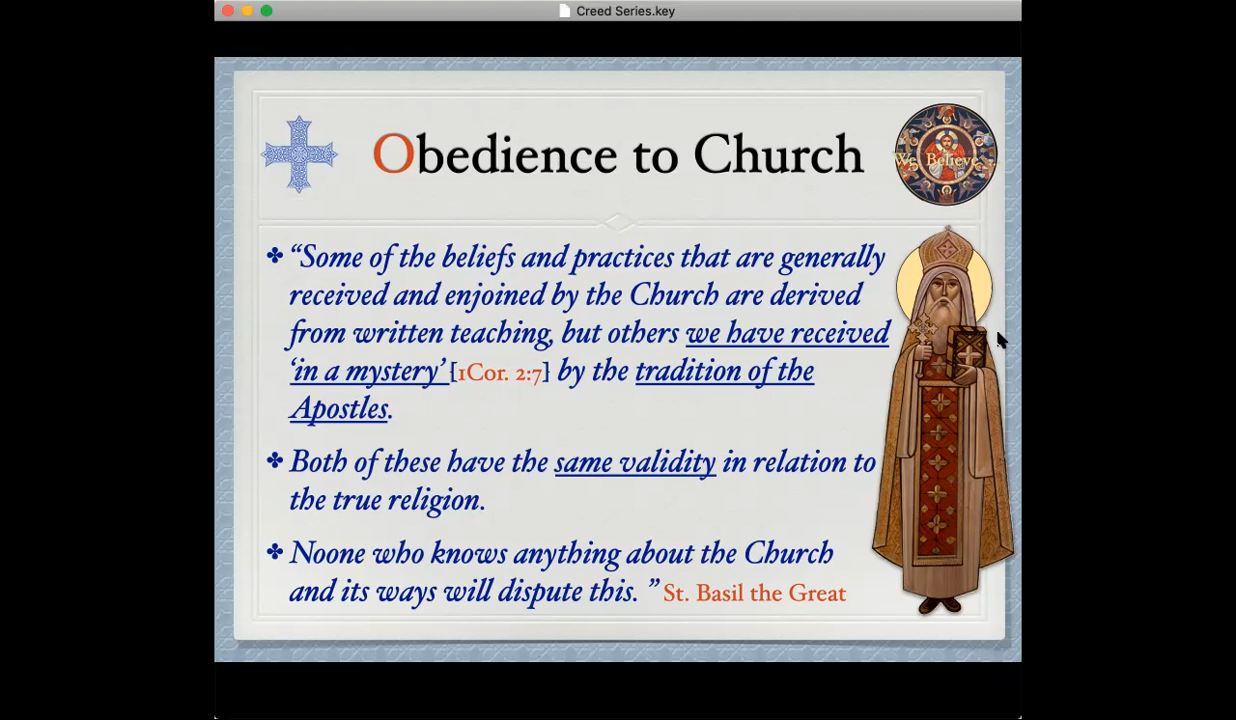 Creed Series.key
Obedience to Church
We Believe...
“Some of the beliefs and practices that are generally
received and enjoined by the Church are derived
from written teaching, but others we have received
‘in a mystery’ [1Cor. 2:7] by the tradition of the
Apostles.
Both of these have the same validity in relation to
the true religion.
Noone who knows anything about the Church
and its ways will dispute this. ” St. Basil the Great